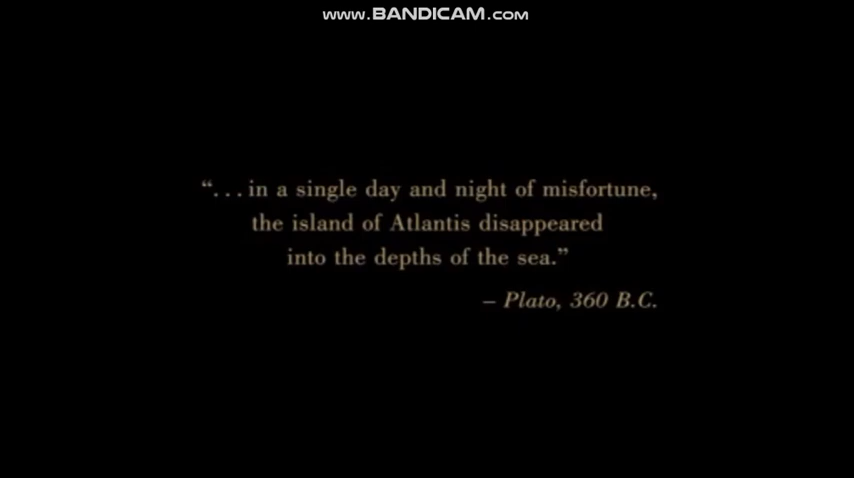 www.BANDICAM.com
“. . . in a single day and night of misfortune,
the island of Atlantis disappeared
into the depths of the sea.”
– Plato, 360 B.C.